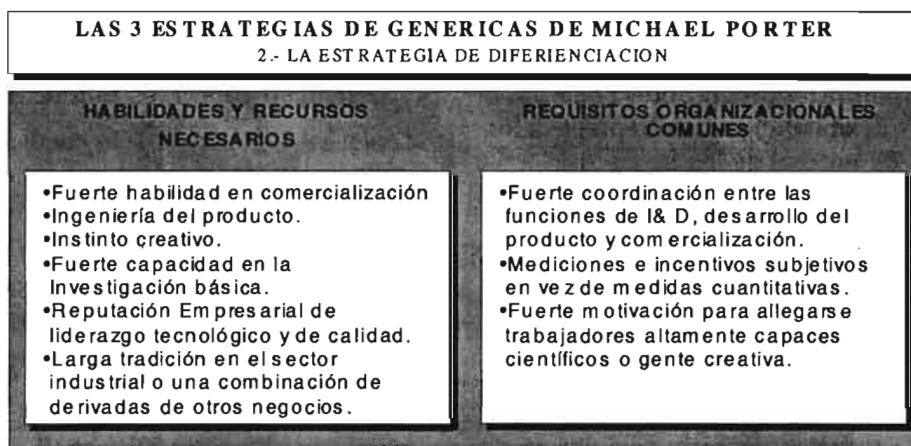 LAS 3 ESTRATEGIAS DE GENERICAS DE MICHAEL PORTER
2.- LA ESTRATEGIA DE DIFERIENCIACION
HABILIDADES Y RECURSOS
NECESARIOS
•Fuerte habilidad en comercialización
•Ingeniería del producto.
•Instinto creativo.
•Fuerte capacidad en la
Investigación básica.
•Reputación Empresarial de
liderazgo tecnológico y de calidad.
•Larga tradición en el sector
industrial o una combinación de
derivadas de otros negocios.
REQUISITOS ORGANIZACIONALES
COMUNES
•Fuerte coordinación entre las
funciones de I& D, desarrollo del
producto y comercialización.
•Mediciones e incentivos subjetivos
en vez de medidas cuantitativas.
•Fuerte motivación para allegarse
trabajadores altamente capaces
científicos o gente creativa.